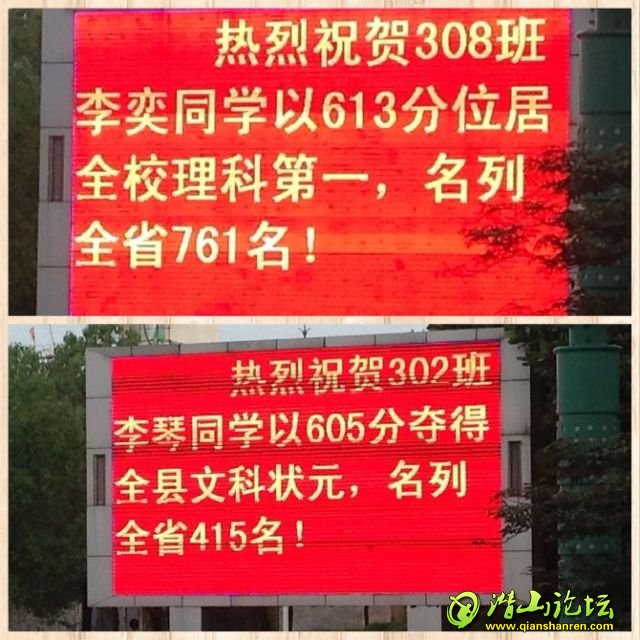 热烈祝贺308班
李奕同学以613分位居
全校理科第一，名列
全省761名！
热烈祝贺302班
李琴同学以605分夺得
全县文科状元，名列
全省415名！
潜山论坛
www.qianshanren.com